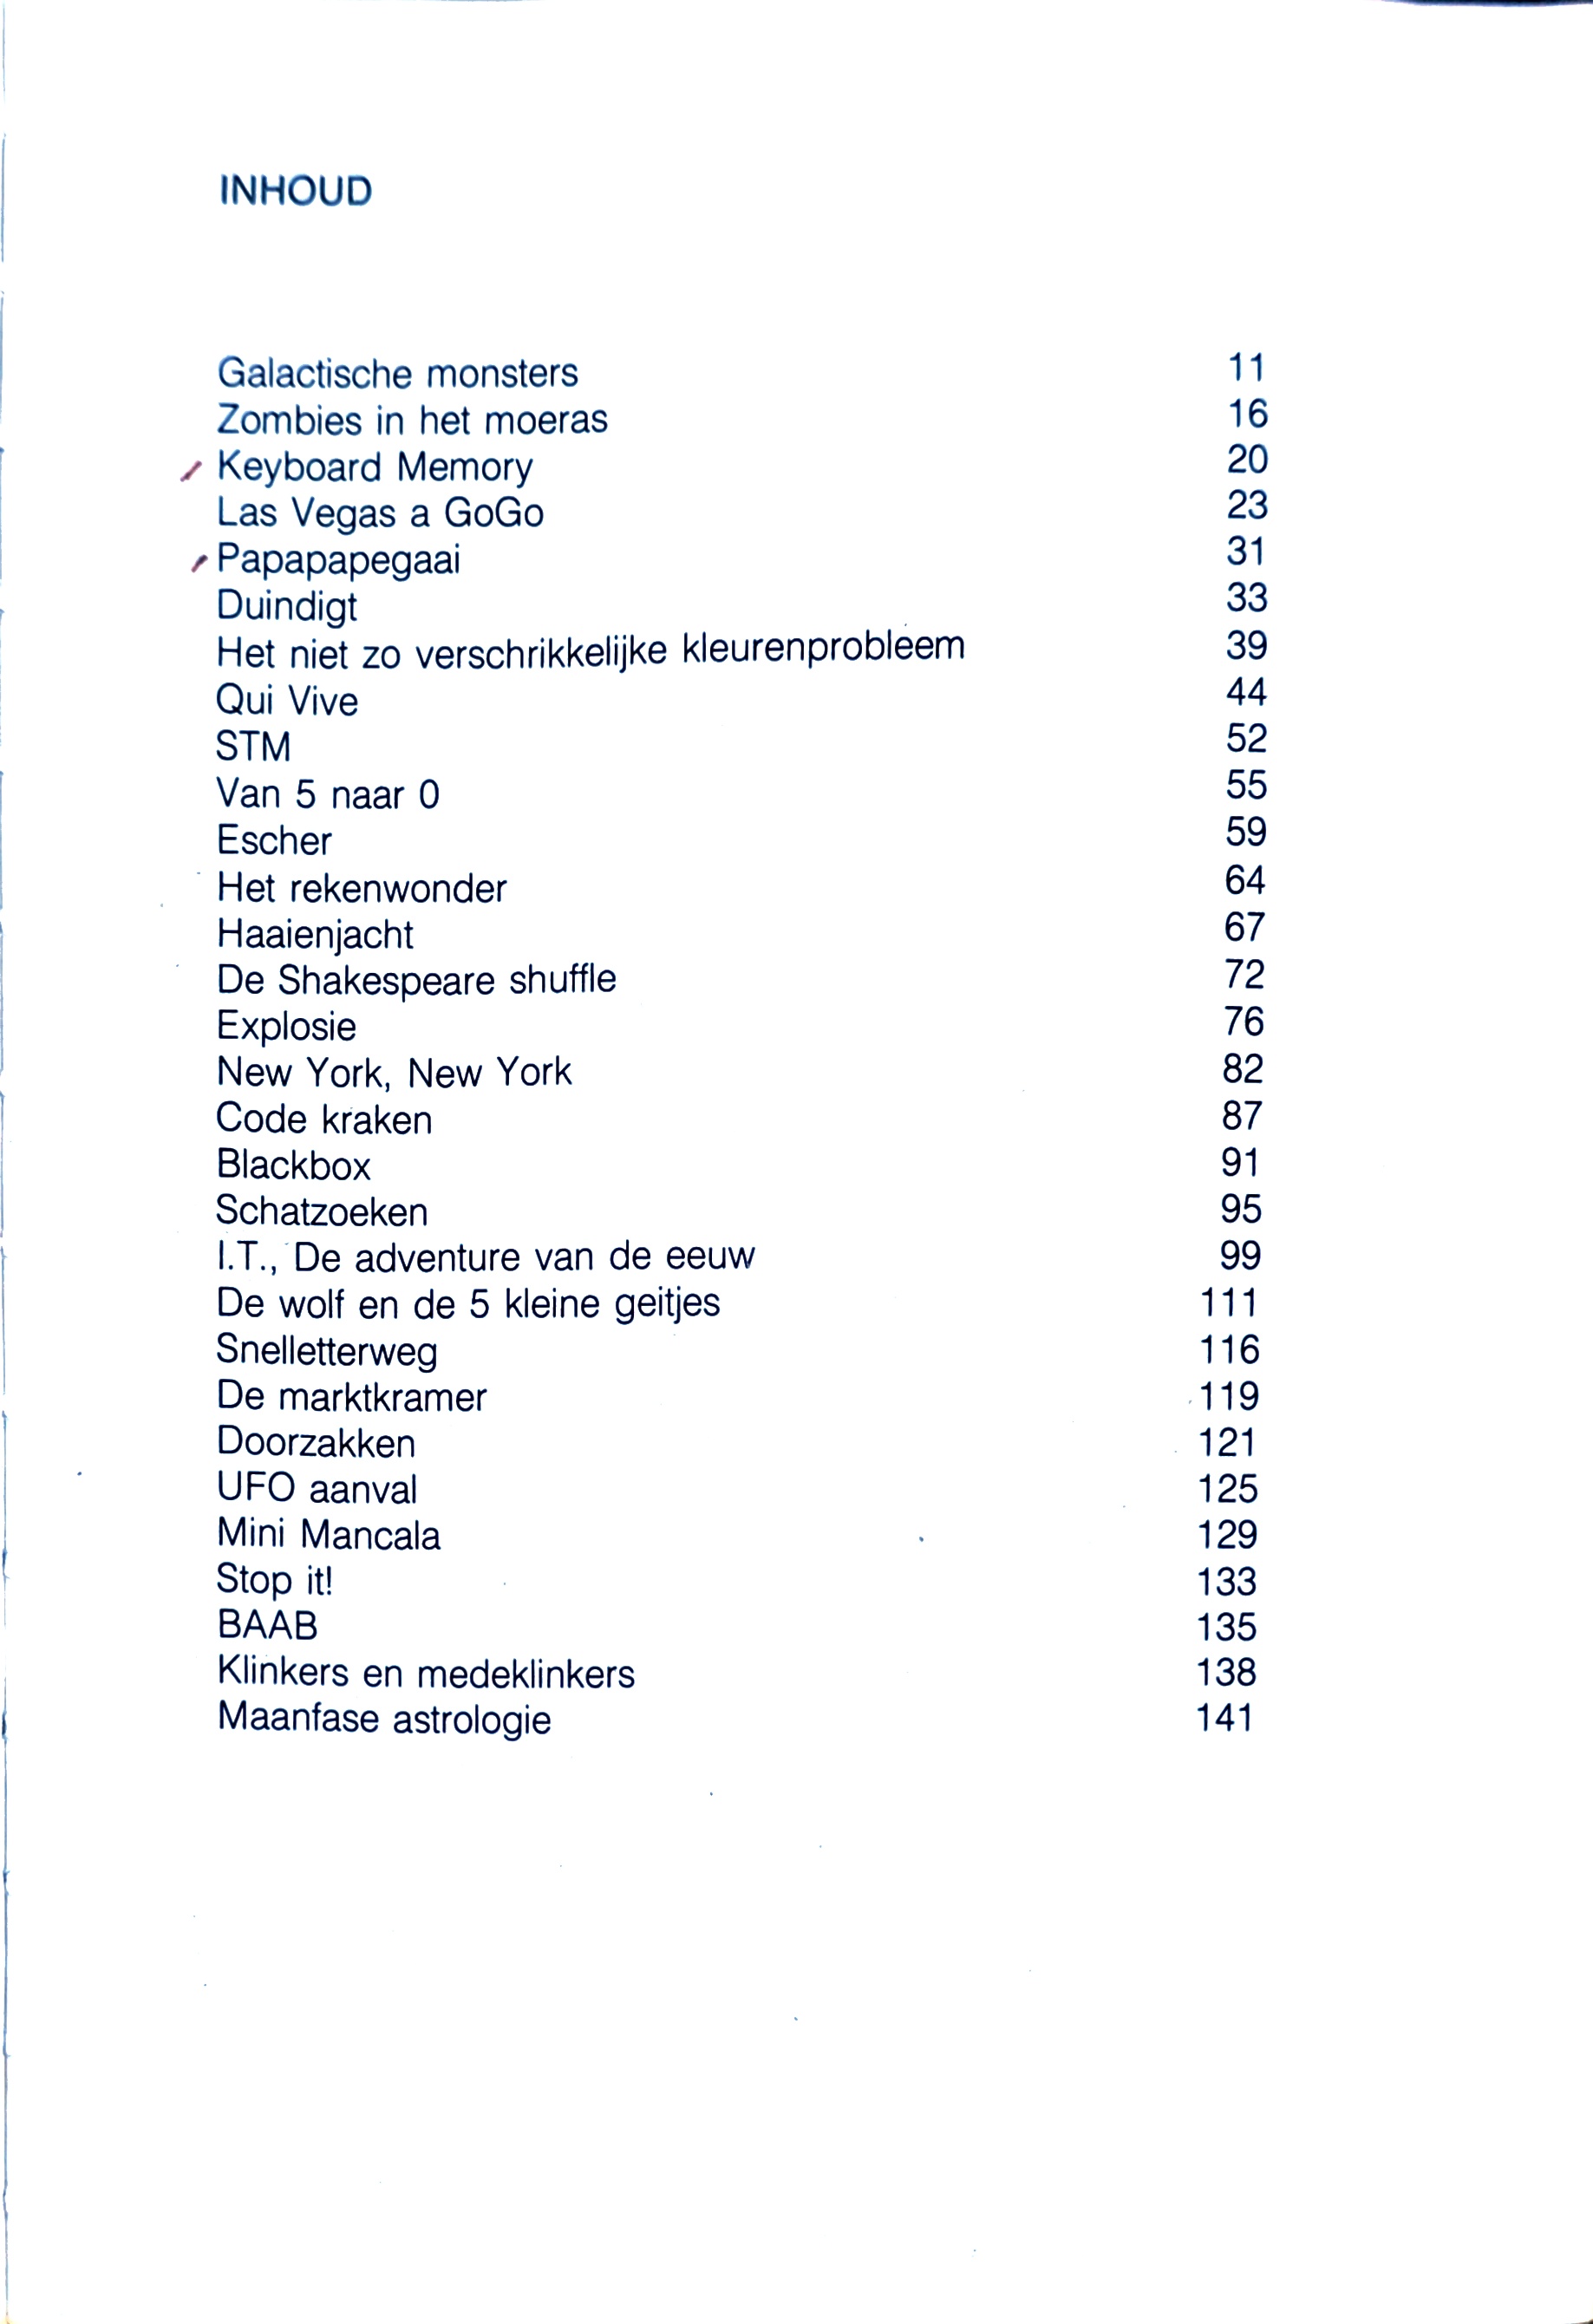 INHOUD
Galactische monsters 11
Zombies in het moeras 16
Keyboard Memory 20
Las Vegas a GoGo 23
Papapapegaai 31
Duindigt 33
Het niet zo verschrikkelijke kleurenprobleem 39
Qui Vive 44
STM 52
Van 5 naar 0 55
Escher 59
Het rekenwonder 64
Haaienjacht 67
De Shakespeare shuffle 72
Explosie 76
New York, New York 82
Code kraken 87
Blackbox 91
Schatzoeken 95
I.T., De adventure van de eeuw 99
De wolf en de 5 kleine geitjes 111
Snelletterweg 116
De marktkramer 119
Doorzakken 121
UFO aanval 125
Mini Mancala 129
Stop it! 133
BAAB 135
Klinkers en medeklinkers 138
Maanfase astrologie 141